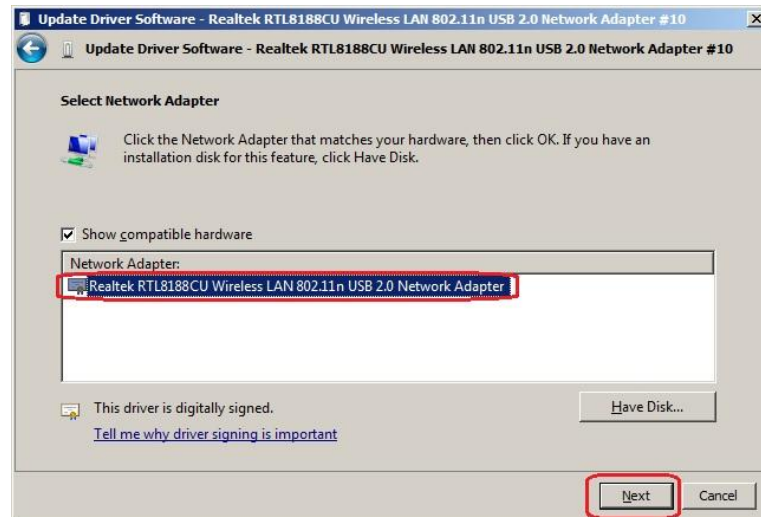 Update Driver Software - Realtek RTL8188CU Wireless LAN 802.11n USB 2.0 Network Adapter #10
Update Driver Software - Realtek RTL8188CU Wireless LAN 802.11n USB 2.0 Network Adapter #10
Select Network Adapter
Click the Network Adapter that matches your hardware, then click OK. If you have an
installation disk for this feature, click Have Disk.
Show compatible hardware
Network Adapter:
Realtek RTL8188CU Wireless LAN 802.11n USB 2.0 Network Adapter
This driver is digitally signed.
Have Disk...
Tell me why driver signing is important
Next Cancel